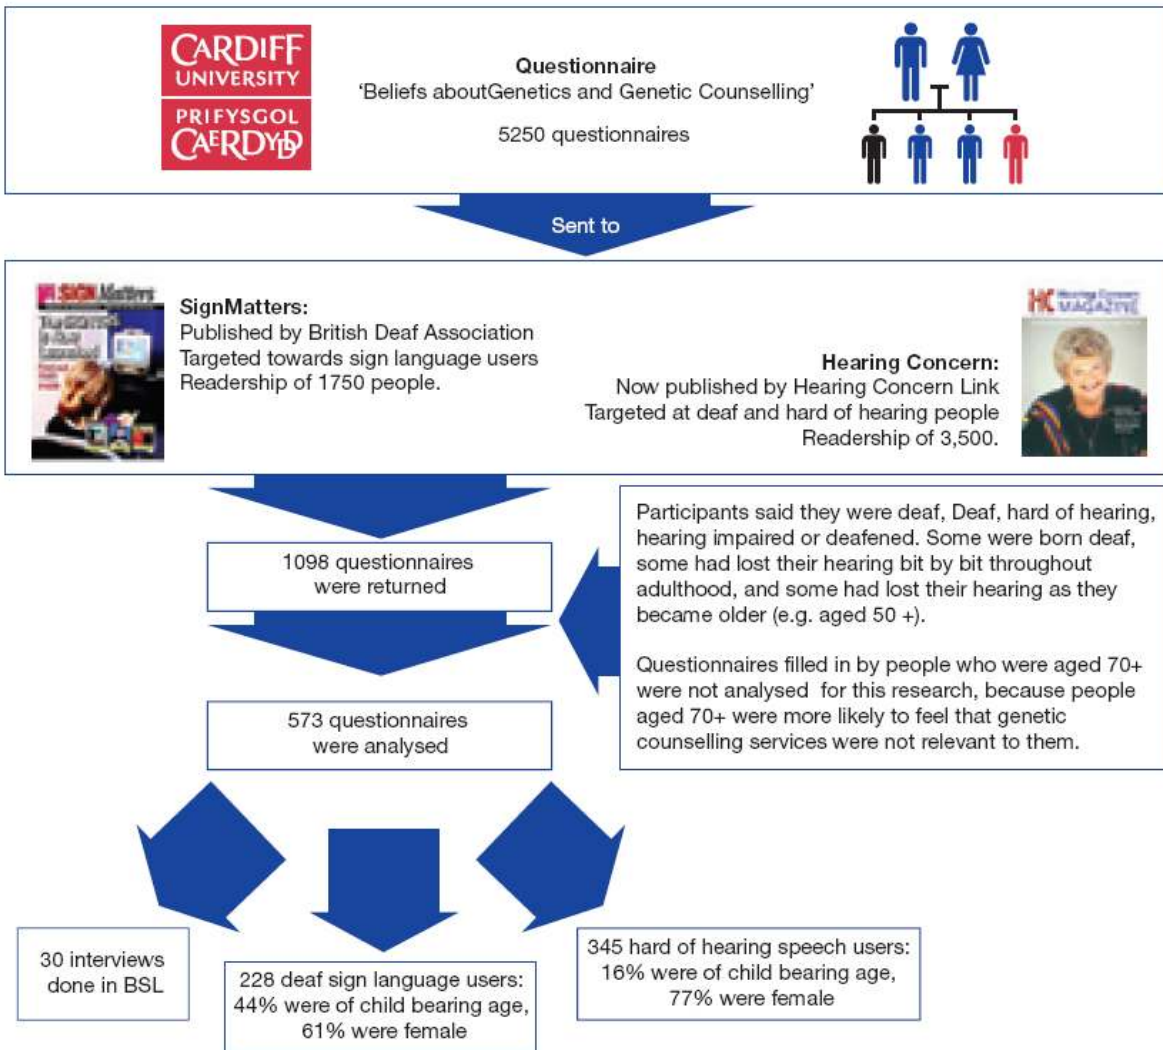 CARDIFF
UNIVERSITY
PRIFYSGOL
CAERDYDD
Questionnaire
'Beliefs aboutGenetics and Genetic Counselling'
5250 questionnaires
Sent to
SIGN Matters
SignMatters:
Published by British Deaf Association
Targeted towards sign language users
Readership of 1750 people.
HC Hearing Concern
MAGAZINE
Hearing Concern:
Now published by Hearing Concern Link
Targeted at deaf and hard of hearing people
Readership of 3,500.
1098 questionnaires
were returned
Participants said they were deaf, Deaf, hard of hearing,
hearing impaired or deafened. Some were born deaf,
some had lost their hearing bit by bit throughout
adulthood, and some had lost their hearing as they
became older (e.g. aged 50 +).
Questionnaires filled in by people who were aged 70+
were not analysed for this research, because people
aged 70+ were more likely to feel that genetic
counselling services were not relevant to them.
573 questionnaires
were analysed
30 interviews
done in BSL
228 deaf sign language users:
44% were of child bearing age,
61% were female
345 hard of hearing speech users:
16% were of child bearing age,
77% were female